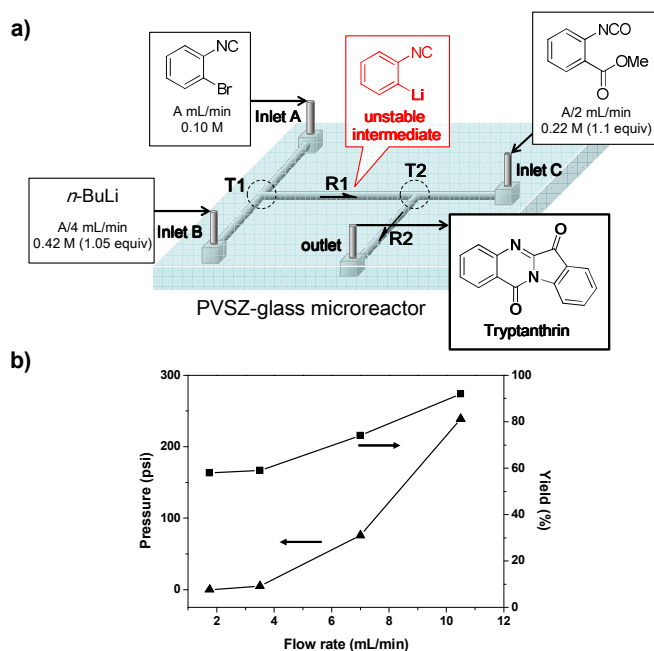 a)
NC
Br
A mL/min
0.10 M
Inlet A
NC
Li
unstable
intermediate
NCO
OMe
O
A/2 mL/min
0.22 M (1.1 equiv)
Inlet C
T1
R1
T2
n-BuLi
A/4 mL/min
0.42 M (1.05 equiv)
Inlet B
outlet
R2
O
N
N
O
Tryptanthrin
PVSZ-glass microreactor
b)
300
200
100
0
Pressure (psi)
100
80
60
40
20
0
Yield (%)
2 4 6 8 10 12
Flow rate (mL/min)